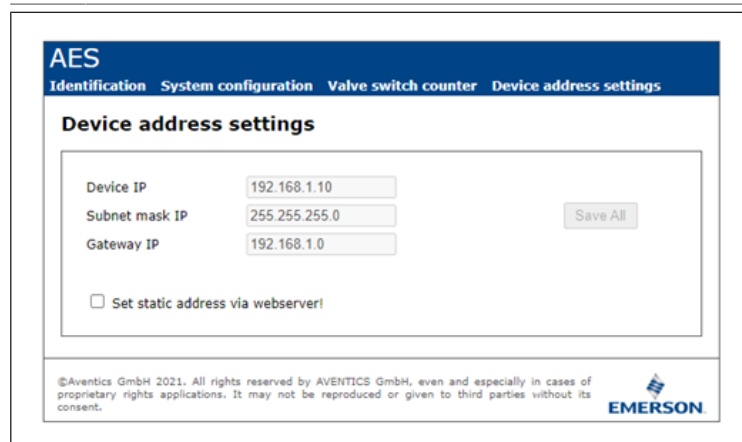 AES
Identification System configuration Valve switch counter Device address settings
Device address settings
Device IP 192.168.1.10
Subnet mask IP 255.255.255.0 Save All
Gateway IP 192.168.1.0
Set static address via webserver!
©Aventics GmbH 2021. All rights reserved by AVENTICS GmbH, even and especially in cases of
proprietary rights applications. It may not be reproduced or given to third parties without its
consent.
EMERSON.